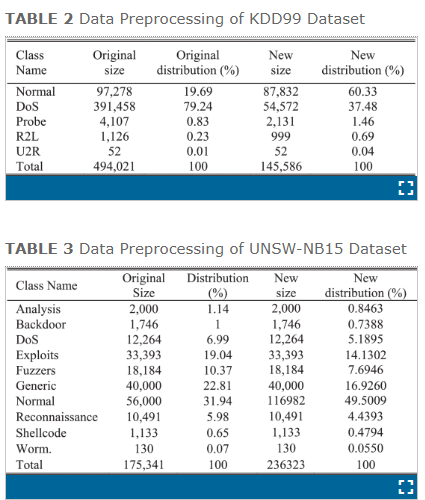 TABLE 2 Data Preprocessing of KDD99 Dataset
Class Name Original size Original distribution (%) New size New distribution (%)
Normal 97,278 19.69 87,832 60.33
DoS 391,458 79.24 54,572 37.48
Probe 4,107 0.83 2,131 1.46
R2L 1,126 0.23 999 0.69
U2R 52 0.01 52 0.04
Total 494,021 100 145,586 100
TABLE 3 Data Preprocessing of UNSW-NB15 Dataset
Class Name Original Size Distribution (%) New size New distribution (%)
Analysis 2,000 1.14 2,000 0.8463
Backdoor 1,746 1 1,746 0.7388
DoS 12,264 6.99 12,264 5.1895
Exploits 33,393 19.04 33,393 14.1302
Fuzzers 18,184 10.37 18,184 7.6946
Generic 40,000 22.81 40,000 16.9260
Normal 56,000 31.94 116982 49.5009
Reconnaissance 10,491 5.98 10,491 4.4393
Shellcode 1,133 0.65 1,133 0.4794
Worm. 130 0.07 130 0.0550
Total 175,341 100 236323 100